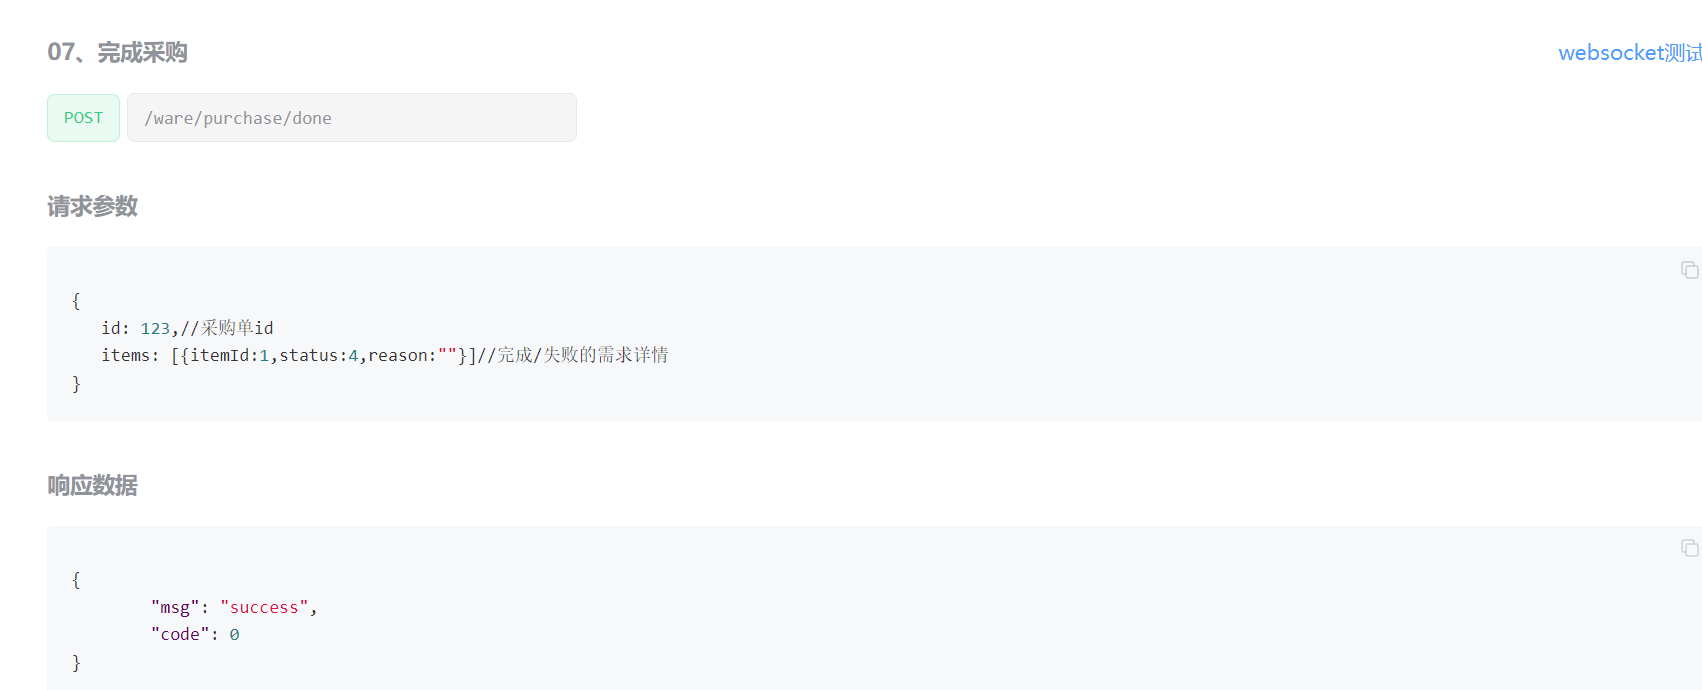 07、完成采购
websocket测试
POST
/ware/purchase/done
请求参数
{
id: 123,//采购单id
items: [{itemId:1,status:4,reason:""}]//完成/失败的需求详情
}
响应数据
{
"msg": "success",
"code": 0
}